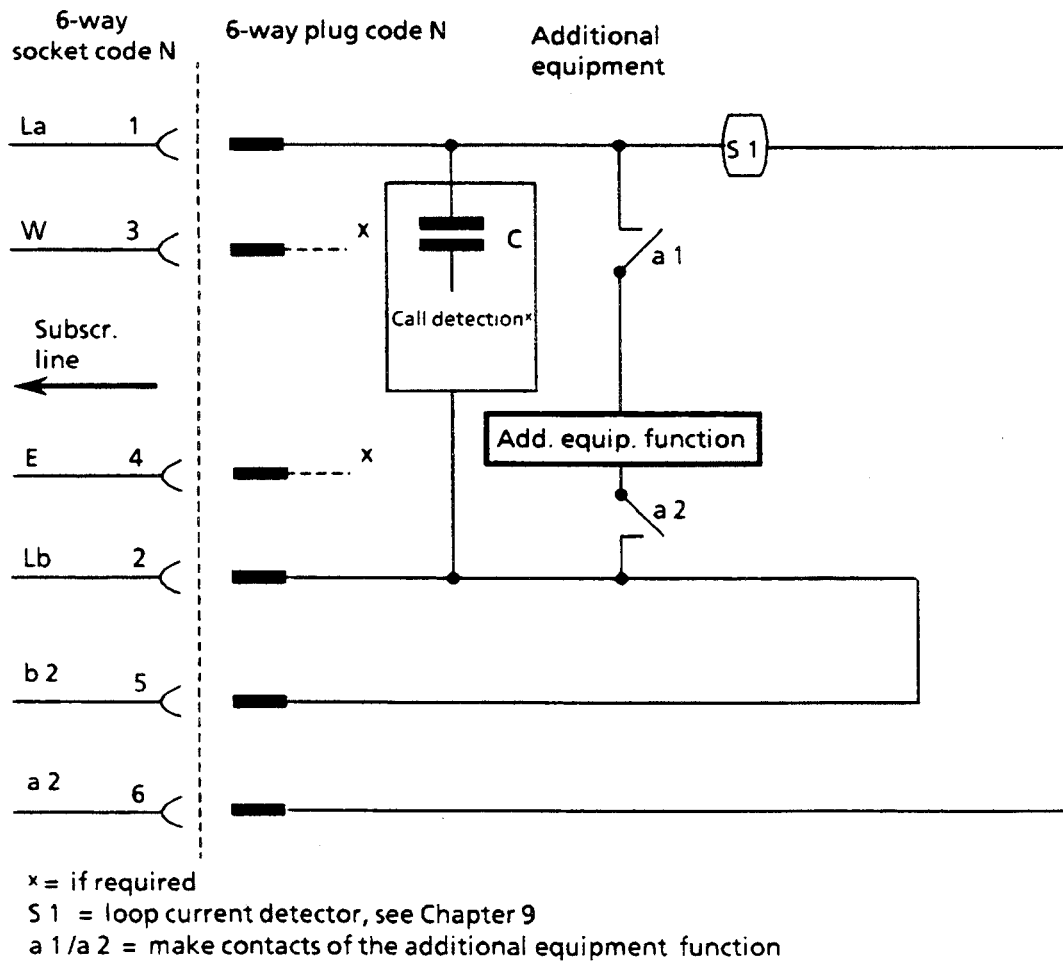 6-way
socket code N
6-way plug code N
Additional
equipment
La 1
S 1
W 3
x
C
a 1
Call detectionˣ
Subscr.
line
Add. equip. function
E 4
x
a 2
Lb 2
b 2 5
a 2 6
ˣ = if required
S 1 = loop current detector, see Chapter 9
a 1/a 2 = make contacts of the additional equipment function